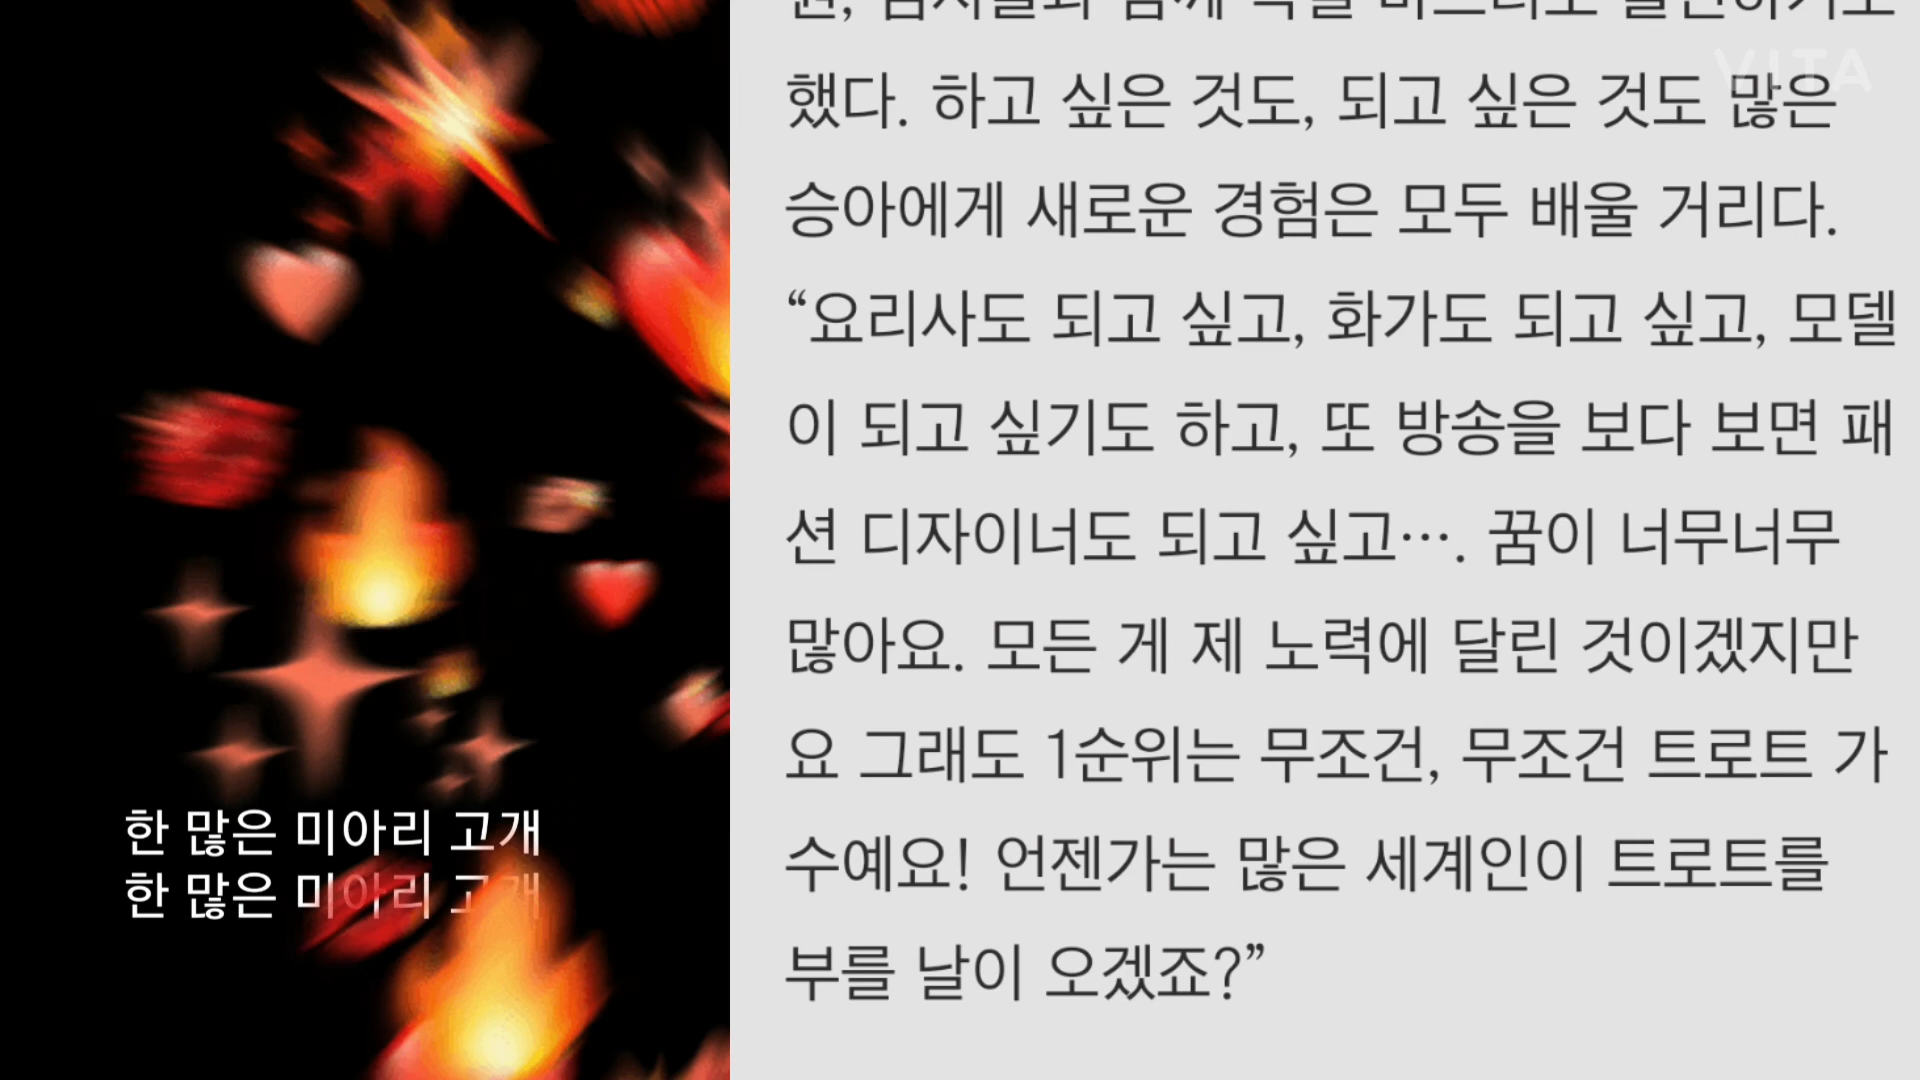 한 많은 미아리 고개
한 많은 미아리 고개
했다. 하고 싶은 것도, 되고 싶은 것도 많은
승아에게 새로운 경험은 모두 배울 거리다.
“요리사도 되고 싶고, 화가도 되고 싶고, 모델
이 되고 싶기도 하고, 또 방송을 보다 보면 패
션 디자이너도 되고 싶고…. 꿈이 너무너무
많아요. 모든 게 제 노력에 달린 것이겠지만
요 그래도 1순위는 무조건, 무조건 트로트 가
수예요! 언젠가는 많은 세계인이 트로트를
부를 날이 오겠죠?”
VITA